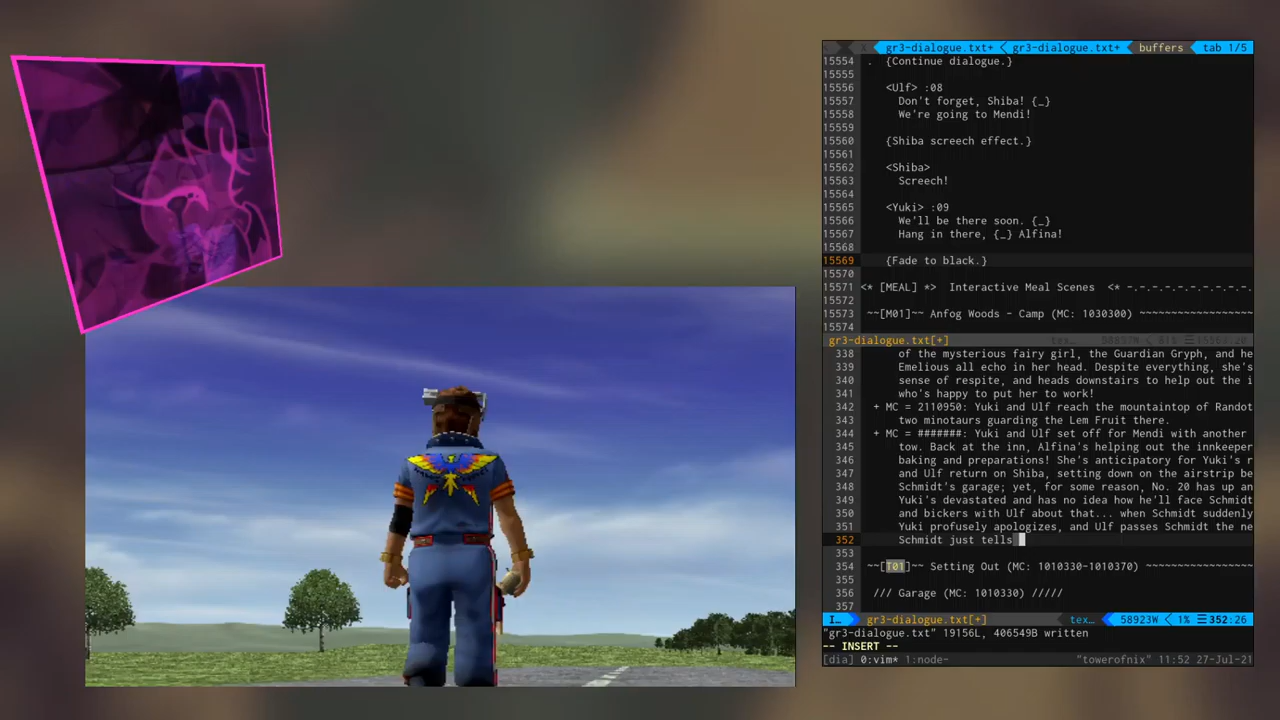 X gr3-dialogue.txt+ < gr3-dialogue.txt+ buffers tab 1/5
15554 . {Continue dialogue.}
15555
15556 <Ulf> :08
15557 Don't forget, Shiba! {_}
15558 We're going to Mendi!
15559
15560 {Shiba screech effect.}
15561
15562 <Shiba>
15563 Screech!
15564
15565 <Yuki> :09
15566 We'll be there soon. {_}
15567 Hang in there, {_} Alfina!
15568
15569 {Fade to black.}
15570
15571 <* [MEAL] *> Interactive Meal Scenes <* -.-.-.-.-.-.-.-.-.
15572
15573 ~~[M01]~~ Anfog Woods - Camp (MC: 1030300) ~~~~~~~~~~~~~~~~~~
15574
gr3-dialogue.txt[+] tex…
338 of the mysterious fairy girl, the Guardian Gryph, and he
339 Emelious all echo in her head. Despite everything, she's
340 sense of respite, and heads downstairs to help out the i
341 who's happy to put her to work!
342 + MC = 2110950: Yuki and Ulf reach the mountaintop of Randot
343 two minotaurs guarding the Lem Fruit there.
344 + MC = #######: Yuki and Ulf set off for Mendi with another
345 tow. Back at the inn, Alfina's helping out the innkeeper
346 baking and preparations! She's anticipatory for Yuki's r
347 and Ulf return on Shiba, setting down on the airstrip be
348 Schmidt's garage; yet, for some reason, No. 20 has up an
349 Yuki's devastated and has no idea how he'll face Schmidt
350 and bickers with Ulf about that... when Schmidt suddenly
351 Yuki profusely apologizes, and Ulf passes Schmidt the ne
352 Schmidt just tells
353
354 ~~[T01]~~ Setting Out (MC: 1010330-1010370) ~~~~~~~~~~~~~~~~~
355
356 /// Garage (MC: 1010330) /////
357
I… gr3-dialogue.txt[+] tex… 58923W < 1% ☰352:26
"gr3-dialogue.txt" 19156L, 406549B written
-- INSERT --
[dia] 0:vim* 1:node- "towerofnix" 11:52 27-Jul-21